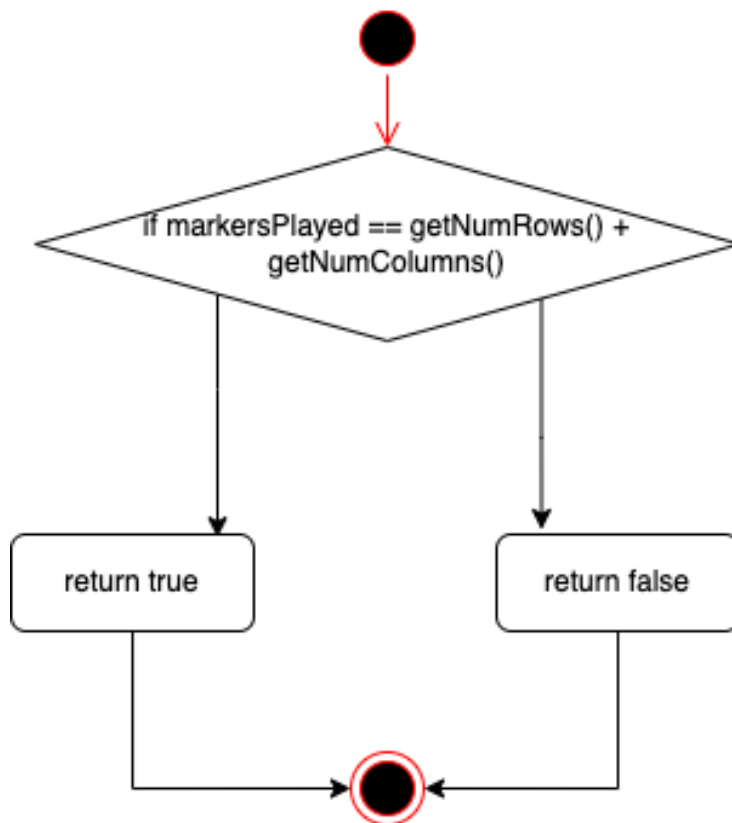 if markersPlayed == getNumRows() +
getNumColumns()
return true
return false